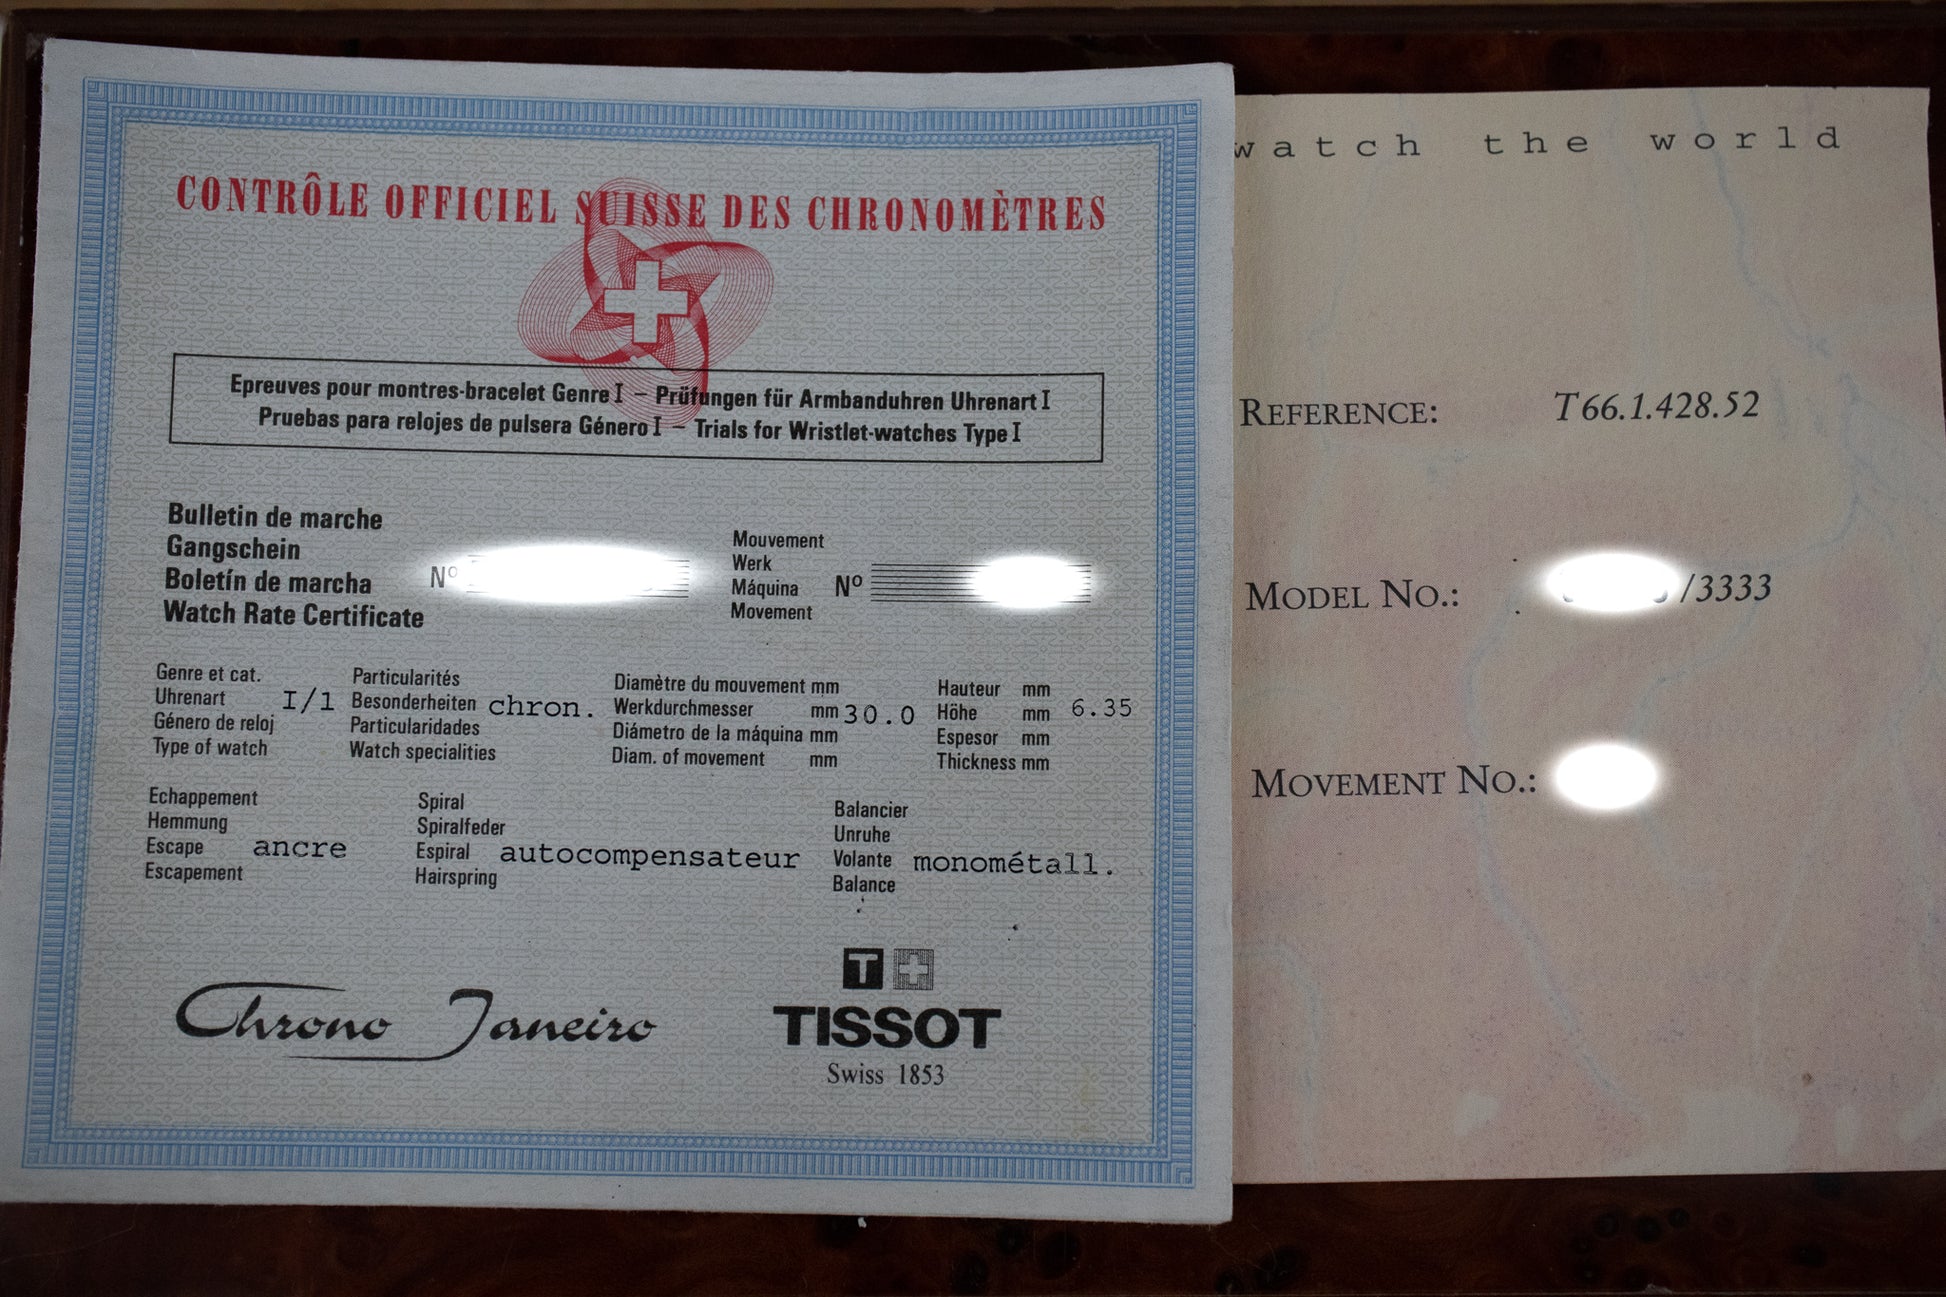 CONTRÔLE OFFICIEL SUISSE DES CHRONOMÈTRES
Epreuves pour montres-bracelet Genre I – Prüfungen für Armbanduhren Uhrenart I
Pruebas para relojes de pulsera Género I – Trials for Wristlet-watches Type I
Bulletin de marche
Gangschein
Boletín de marcha
Watch Rate Certificate
Nº
Mouvement
Werk
Máquina
Movement
Nº
Genre et cat.
Uhrenart
Género de reloj
Type of watch
I/1
Particularités
Besonderheiten
Particularidades
Watch specialities
chron.
Diamètre du mouvement mm
Werkdurchmesser mm
Diámetro de la máquina mm
Diam. of movement mm
30.0
Hauteur mm
Höhe mm
Espesor mm
Thickness mm
6.35
Echappement
Hemmung
Escape
Escapement
ancre
Spiral
Spiralfeder
Espiral
Hairspring
autocompensateur
Balancier
Unruhe
Volante
Balance
monométall.
Chrono Janeiro
T
TISSOT
Swiss 1853
watch the world
REFERENCE: T66.1.428.52
MODEL NO.: /3333
MOVEMENT NO.: